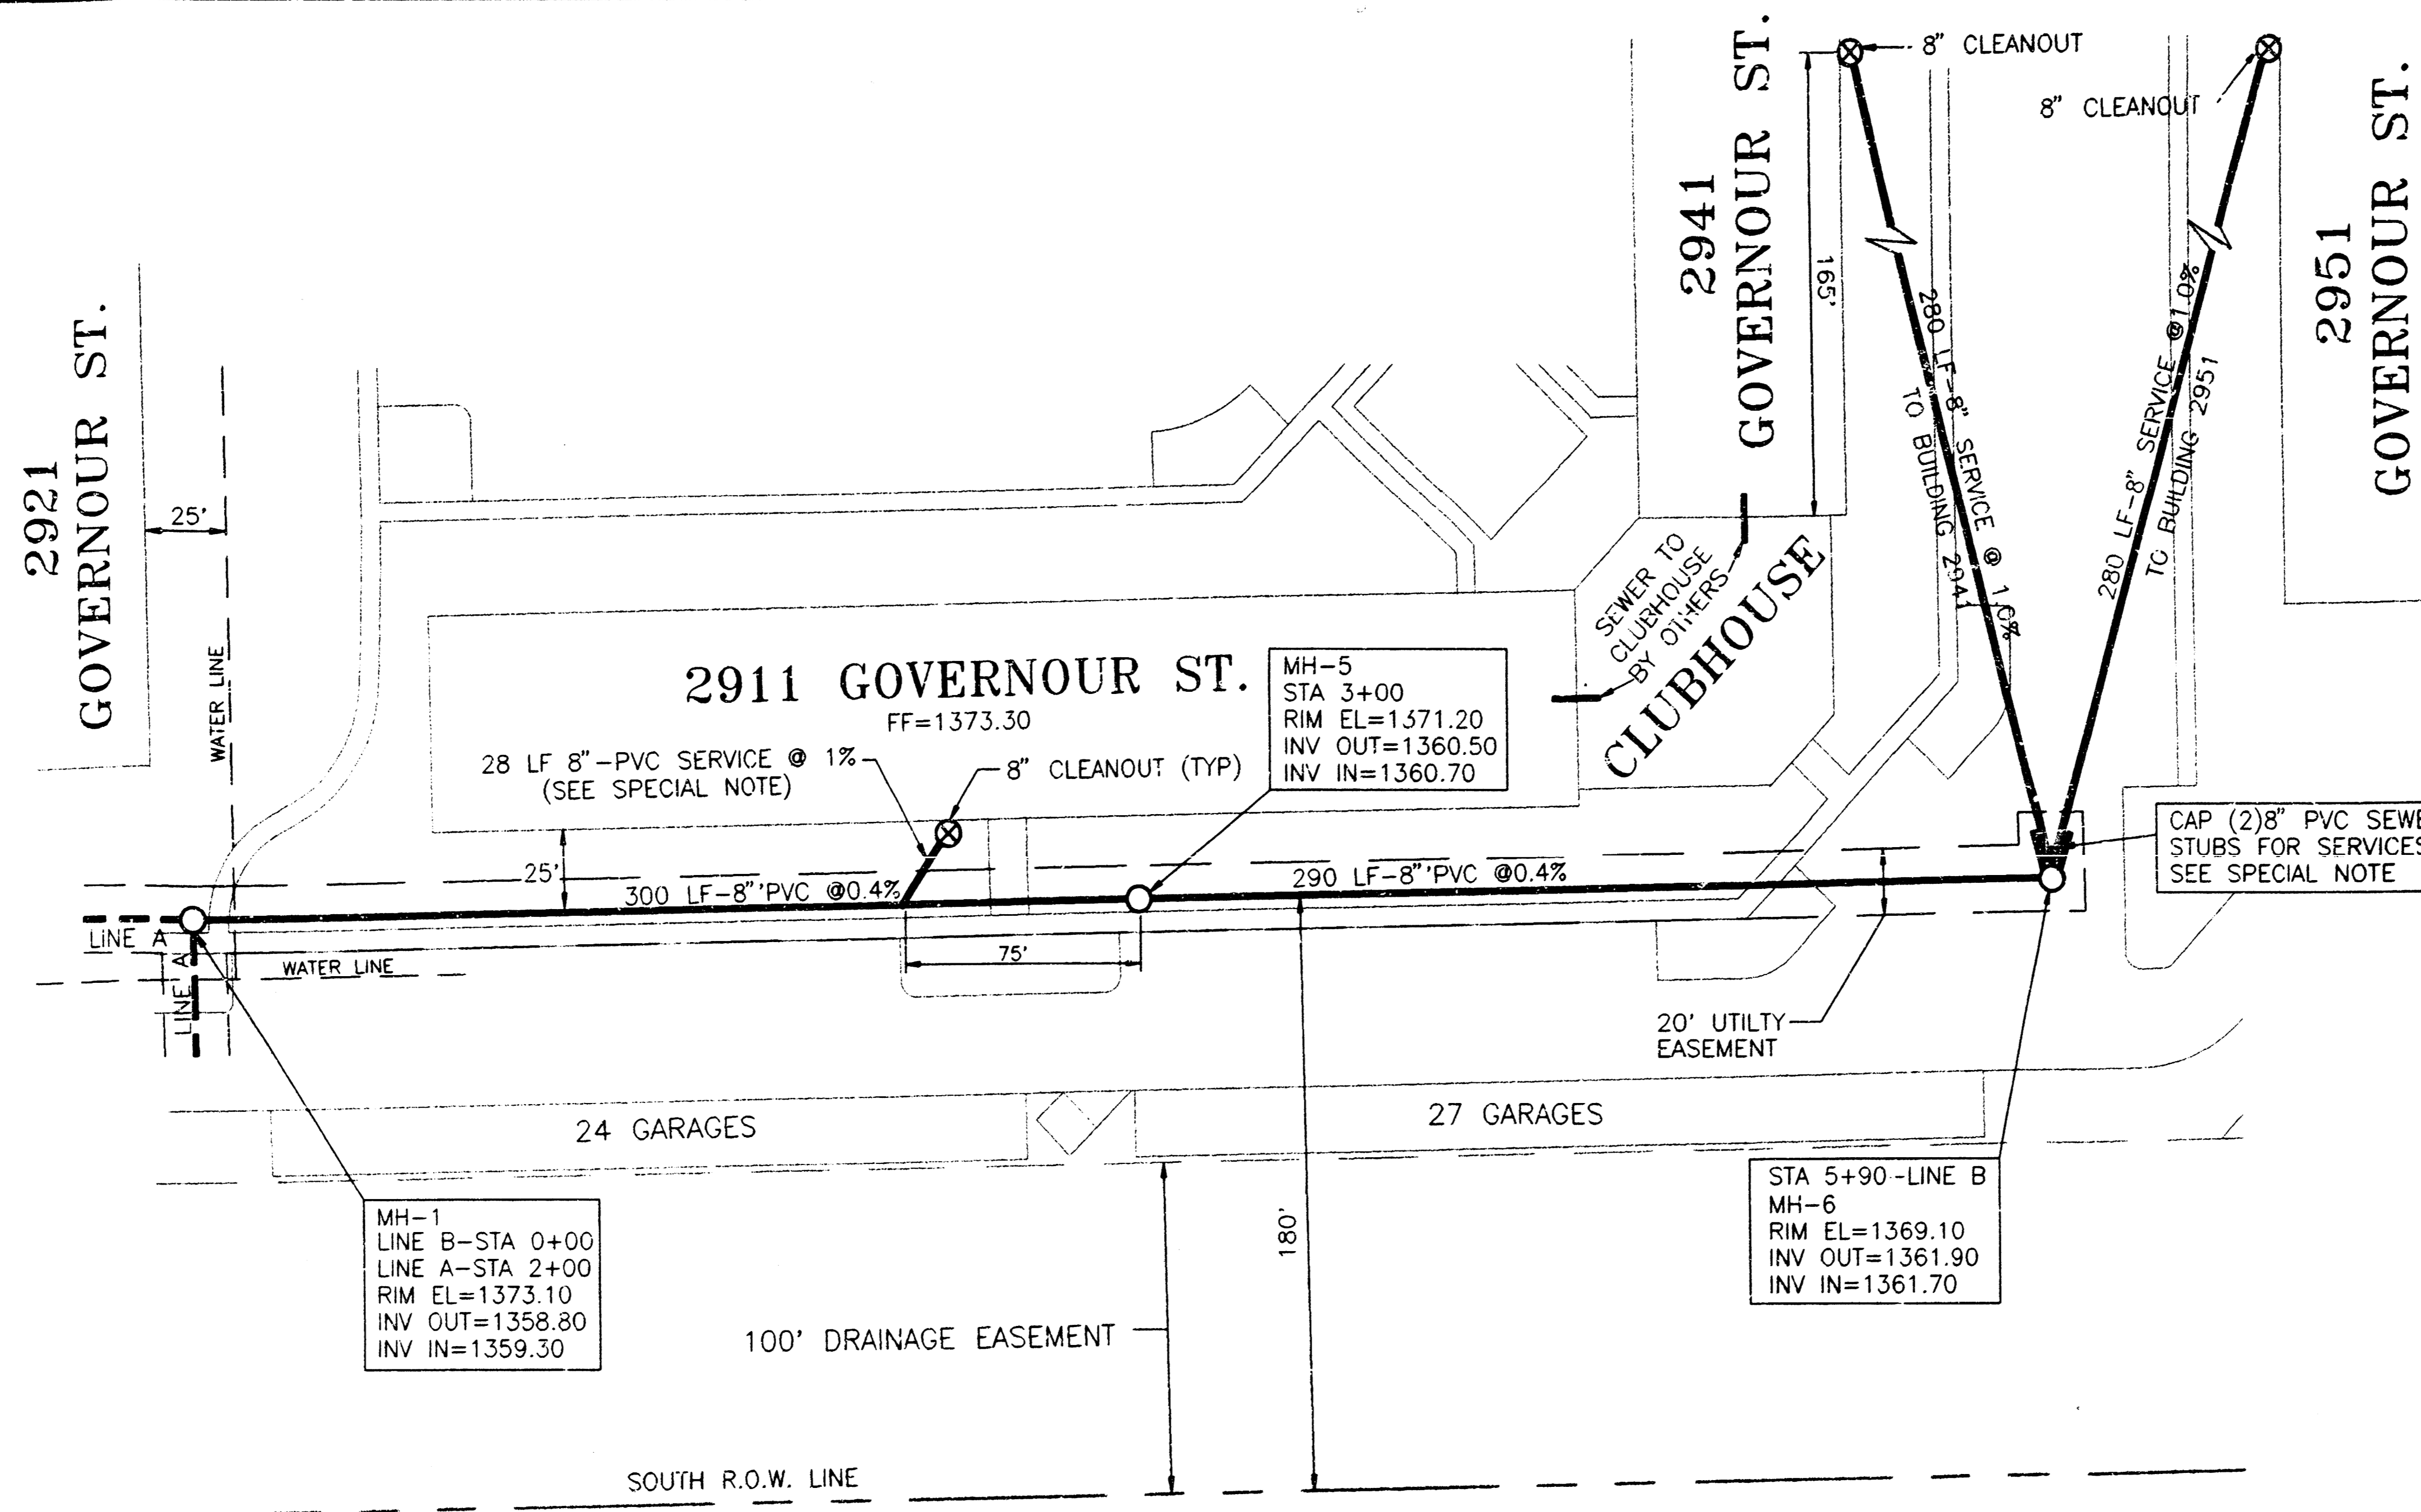 8" CLEANOUT
8" CLEANOUT
2941
GOVERNOUR ST.
165'
2951
GOVERNOUR ST.
280 LF-8" SERVICE @ 1.0%
TO BUILDING 2941
280 LF-8" SERVICE @1.0%
TO BUILDING 2951
2921
GOVERNOUR ST.
25'
WATER LINE
SEWER TO
CLUBHOUSE
BY OTHERS
CLUBHOUSE
2911 GOVERNOUR ST.
FF=1373.30
MH-5
STA 3+00
RIM EL=1371.20
INV OUT=1360.50
INV IN=1360.70
28 LF 8"-PVC SERVICE @ 1%
(SEE SPECIAL NOTE)
8" CLEANOUT (TYP)
25'
300 LF-8"'PVC @0.4%
290 LF-8"'PVC @0.4%
CAP (2)8" PVC SEWE
STUBS FOR SERVICES
SEE SPECIAL NOTE
LINE A
LINE A
WATER LINE
75'
20' UTILTY
EASEMENT
24 GARAGES
27 GARAGES
MH-1
LINE B-STA 0+00
LINE A-STA 2+00
RIM EL=1373.10
INV OUT=1358.80
INV IN=1359.30
180'
STA 5+90-LINE B
MH-6
RIM EL=1369.10
INV OUT=1361.90
INV IN=1361.70
100' DRAINAGE EASEMENT
SOUTH R.O.W. LINE